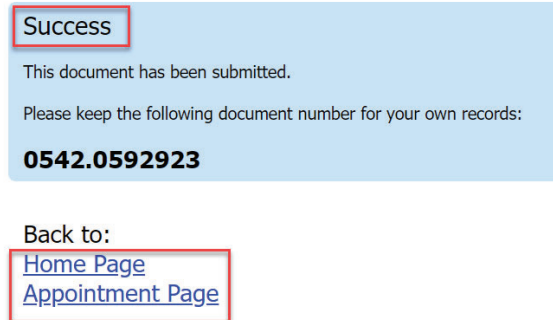 Success
This document has been submitted.
Please keep the following document number for your own records:
0542.0592923
Back to:
Home Page
Appointment Page